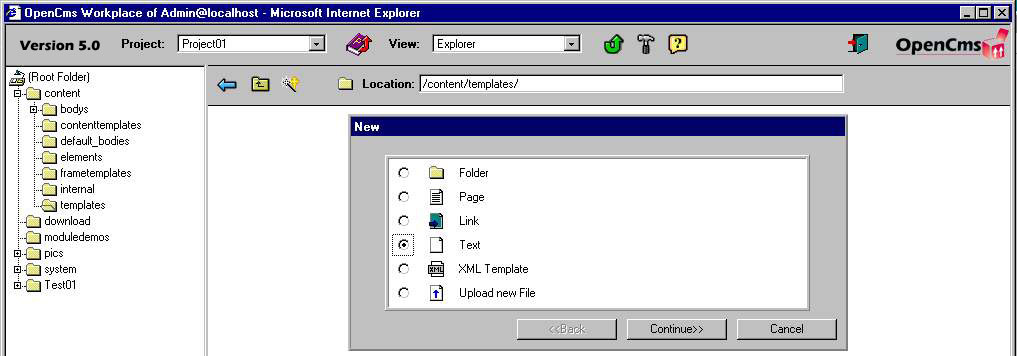 OpenCms Workplace of Admin@localhost - Microsoft Internet Explorer
Version 5.0 Project: Project01 View: Explorer OpenCms
(Root Folder)
content
bodys
contenttemplates
default_bodies
elements
frametemplates
internal
templates
download
moduledemos
pics
system
Test01
Location: /content/templates/
New
Folder
Page
Link
Text
XML XML Template
Upload new File
<<Back Continue>> Cancel